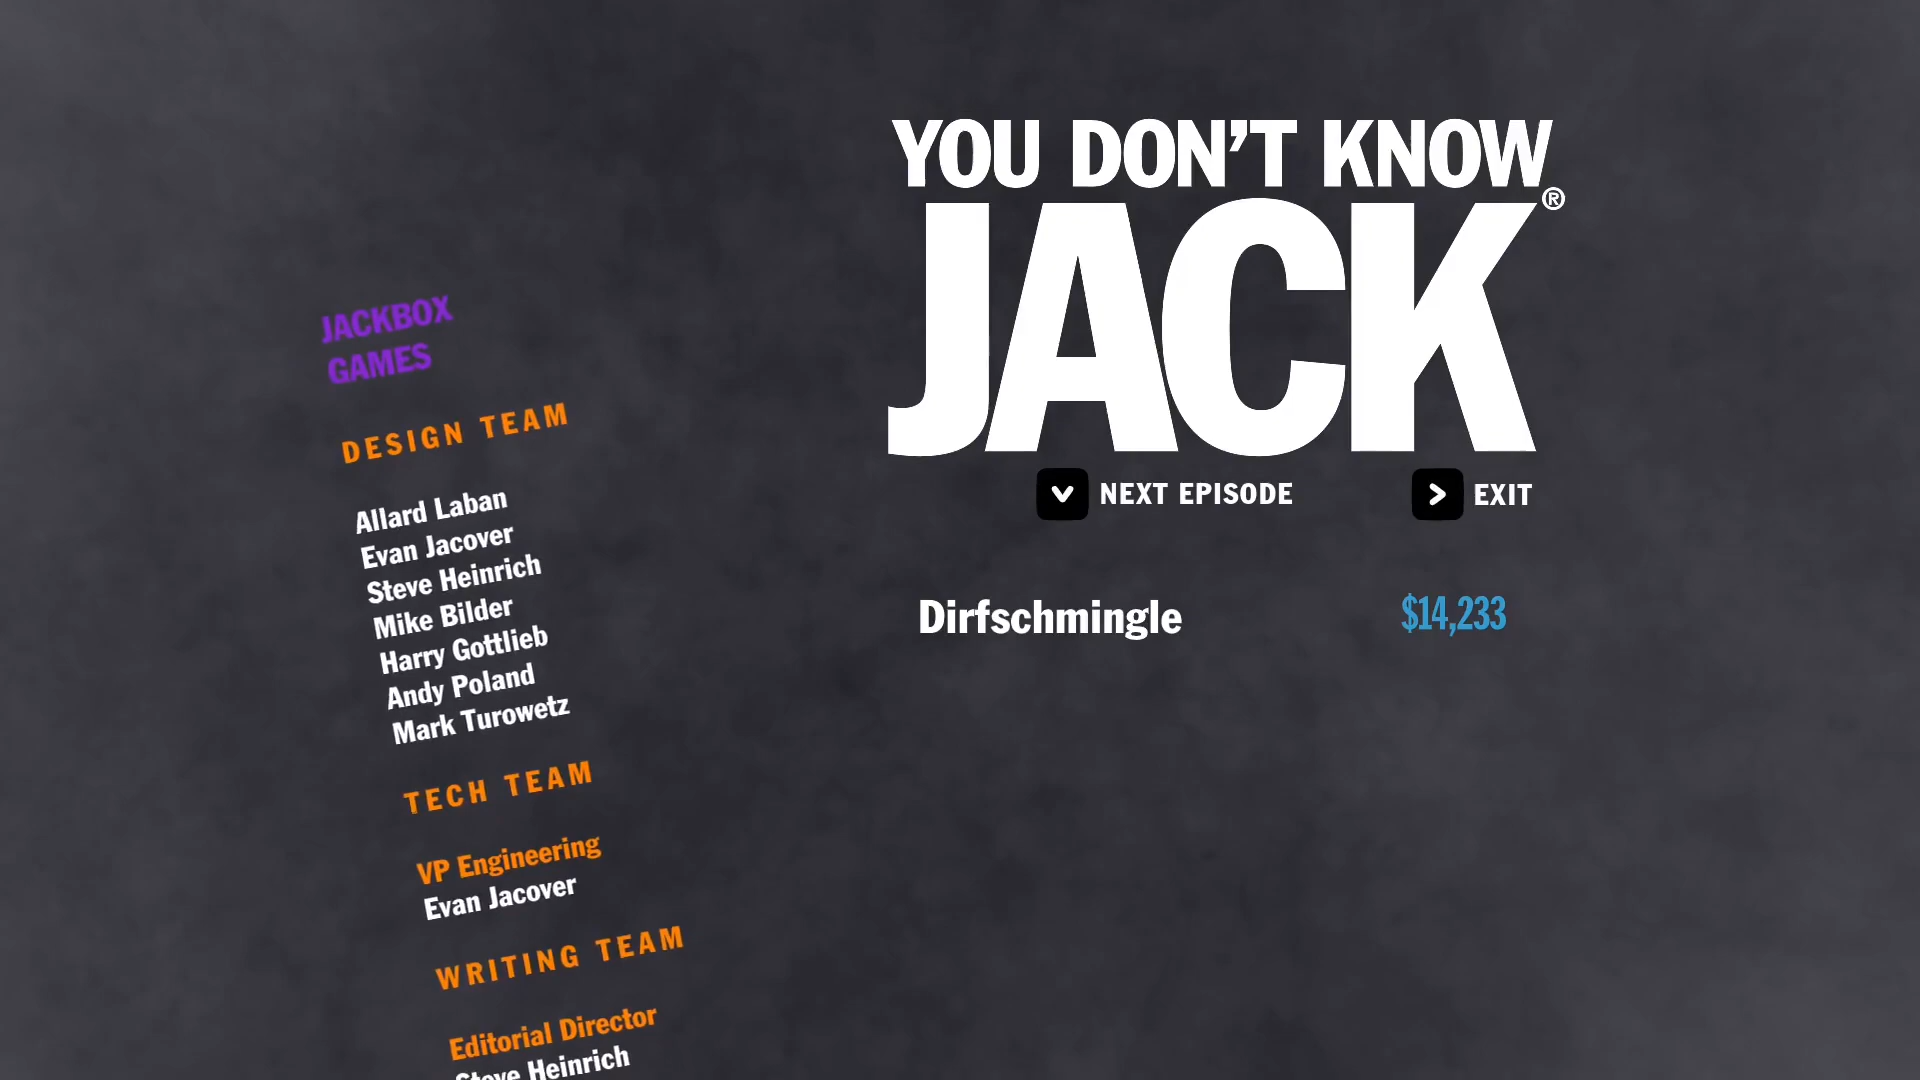 YOU DON'T KNOW
JACK®
NEXT EPISODE
EXIT
Dirfschmingle
$14,233
JACKBOX
GAMES
DESIGN TEAM
Allard Laban
Evan Jacover
Steve Heinrich
Mike Bilder
Harry Gottlieb
Andy Poland
Mark Turowetz
TECH TEAM
VP Engineering
Evan Jacover
WRITING TEAM
Editorial Director
Steve Heinrich